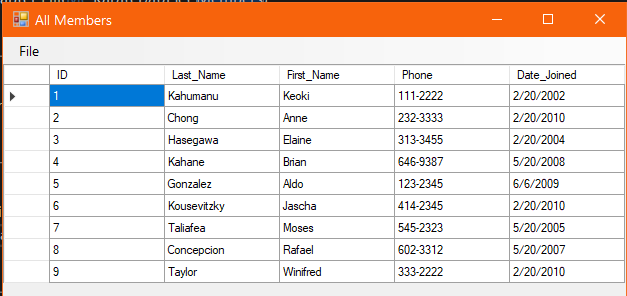 All Members
File
ID Last_Name First_Name Phone Date_Joined
1 Kahumanu Keoki 111-2222 2/20/2002
2 Chong Anne 232-3333 2/20/2010
3 Hasegawa Elaine 313-3455 2/20/2004
4 Kahane Brian 646-9387 5/20/2008
5 Gonzalez Aldo 123-2345 6/6/2009
6 Kousevitzky Jascha 414-2345 2/20/2010
7 Taliafea Moses 545-2323 5/20/2005
8 Concepcion Rafael 602-3312 5/20/2007
9 Taylor Winifred 333-2222 2/20/2010